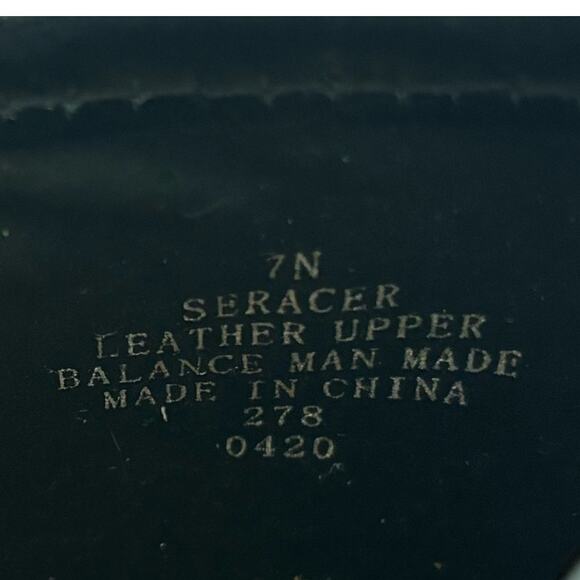 7N
SERACER
LEATHER UPPER
BALANCE MAN MADE
MADE IN CHINA
278
0420